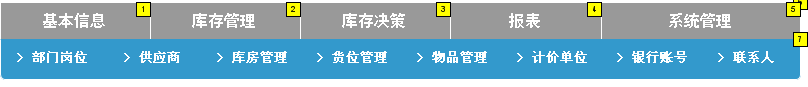 基本信息 1 库存管理 2 库存决策 3 报表 4 系统管理 5
7
> 部门岗位 > 供应商 > 库房管理 > 货位管理 > 物品管理 > 计价单位 > 银行账号 > 联系人